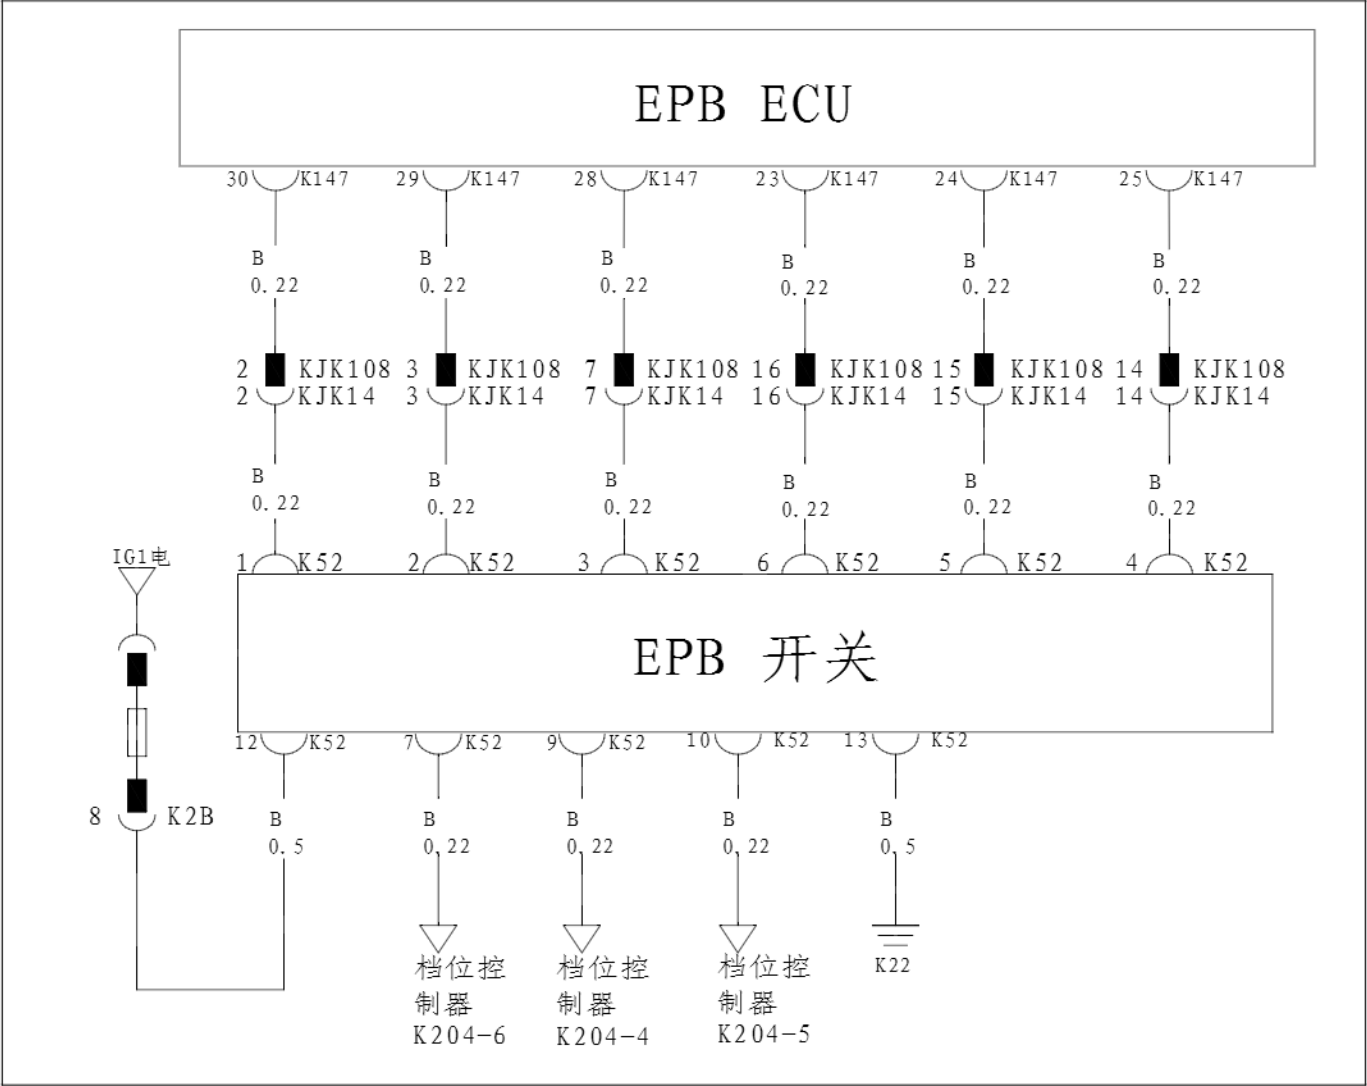 EPB ECU
30 K147 29 K147 28 K147 23 K147 24 K147 25 K147
B B B B B B
0.22 0.22 0.22 0.22 0.22 0.22
2 KJK108 3 KJK108 7 KJK108 16 KJK108 15 KJK108 14 KJK108
2 KJK14 3 KJK14 7 KJK14 16 KJK14 15 KJK14 14 KJK14
B B B B B B
0.22 0.22 0.22 0.22 0.22 0.22
IG1电
1 K52 2 K52 3 K52 6 K52 5 K52 4 K52
EPB 开关
12 K52 7 K52 9 K52 10 K52 13 K52
8 K2B
B B B B B
0.5 0.22 0.22 0.22 0.5
档位控 档位控 档位控 K22
制器 制器 制器
K204-6 K204-4 K204-5